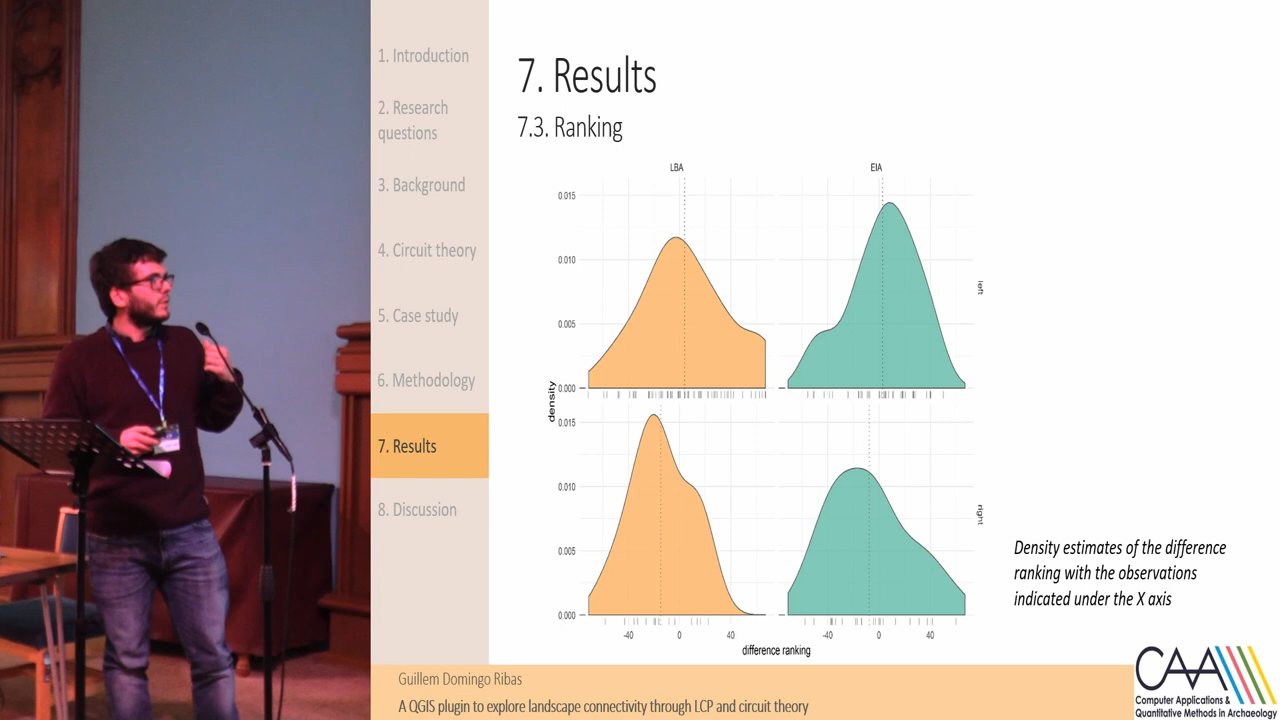 1. Introduction
2. Research
questions
3. Background
4. Circuit theory
5. Case study
6. Methodology
7. Results
8. Discussion
7. Results
7.3. Ranking
LBA
EIA
0.015
0.010
0.005
0.000
left
density
0.015
0.010
0.005
0.000
right
-40
0
40
-40
0
40
difference ranking
Density estimates of the difference
ranking with the observations
indicated under the X axis
Guillem Domingo Ribas
A QGIS plugin to explore landscape connectivity through LCP and circuit theory
CAA
Computer Applications &
Quantitative Methods in Archaeology